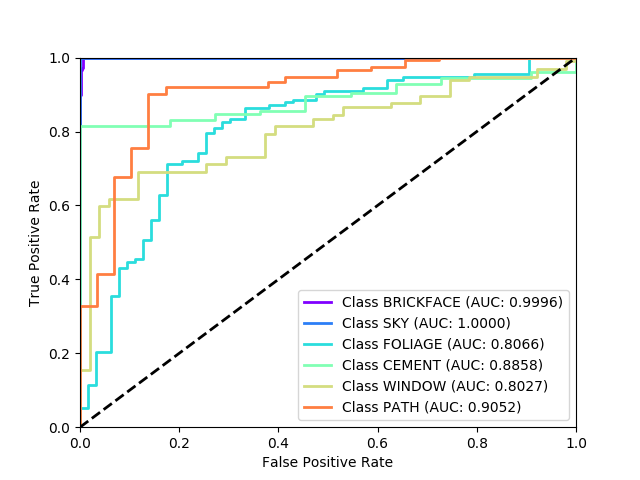 1.0
0.8
0.6
0.4
0.2
0.0
True Positive Rate
Class BRICKFACE (AUC: 0.9996)
Class SKY (AUC: 1.0000)
Class FOLIAGE (AUC: 0.8066)
Class CEMENT (AUC: 0.8858)
Class WINDOW (AUC: 0.8027)
Class PATH (AUC: 0.9052)
0.0 0.2 0.4 0.6 0.8 1.0
False Positive Rate